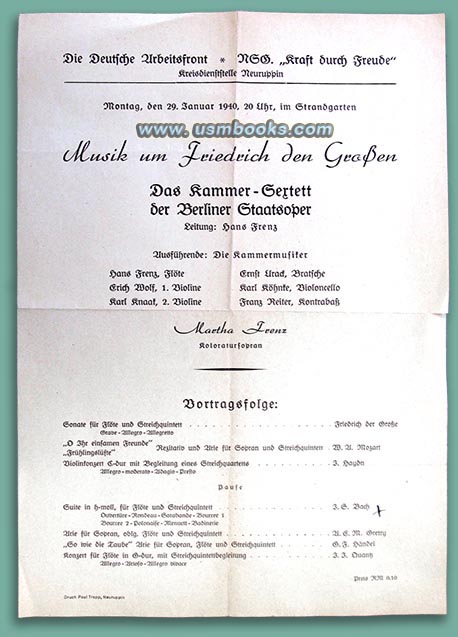 Die Deutsche Arbeitsfront * NSG. „Kraft durch Freude“
Kreisdienststelle Neuruppin
Montag, den 29. Januar 1940, 20 Uhr, im Strandgarten
www.usmbooks.com
Musik um Friedrich den Großen
Das Kammer-Sextett
der Berliner Staatsoper
Leitung: Hans Frenz
Ausführende: Die Kammermusiker
Hans Frenz, Flöte Ernst Urack, Bratsche
Erich Wolf, 1. Violine Karl Köhnke, Violoncello
Karl Knaak, 2. Violine Franz Reiter, Kontrabaß
Martha Frenz
Koloratursopran
Vortragsfolge:
Sonate für Flöte und Streichquintett . . . . Friedrich der Große
Grave - Allegro - Allegretto
„O Ihr einsamen Freunde“
„Frühlingslüfte“ Rezitativ und Arie für Sopran und Streichquintett W. A. Mozart
Violinkonzert C-dur mit Begleitung eines Streichquartetts . . J. Haydn
Allegro - moderato - Adagio - Presto
Pause
Suite in h-moll, für Flöte und Streichquintett . . . . J. S. Bach
Ouvertüre - Rondeau - Sarabande - Bourree 1
Bourree 2 - Polonaise - Menuett - Badinerie
Arie für Sopran, oblg. Flöte und Streichquintett . . . . A. E. M. Gretry
„So wie die Taube“ Arie für Sopran, Flöte und Streichquintett . . G. F. Händel
Konzert für Flöte in G-dur, mit Streichquintettbegleitung . . . J. J. Quantz
Allegro - Arioso - Allegro vivace
Preis RM 0.10
Druck Paul Trapp, Neuruppin